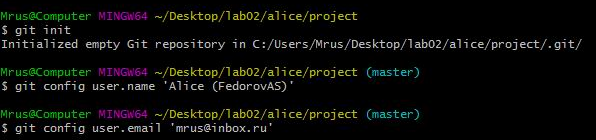 Mrus@Computer MINGW64 ~/Desktop/lab02/alice/project
$ git init
Initialized empty Git repository in C:/Users/Mrus/Desktop/lab02/alice/project/.git/
Mrus@Computer MINGW64 ~/Desktop/lab02/alice/project (master)
$ git config user.name 'Alice (FedorovAS)'
Mrus@Computer MINGW64 ~/Desktop/lab02/alice/project (master)
$ git config user.email 'mrus@inbox.ru'